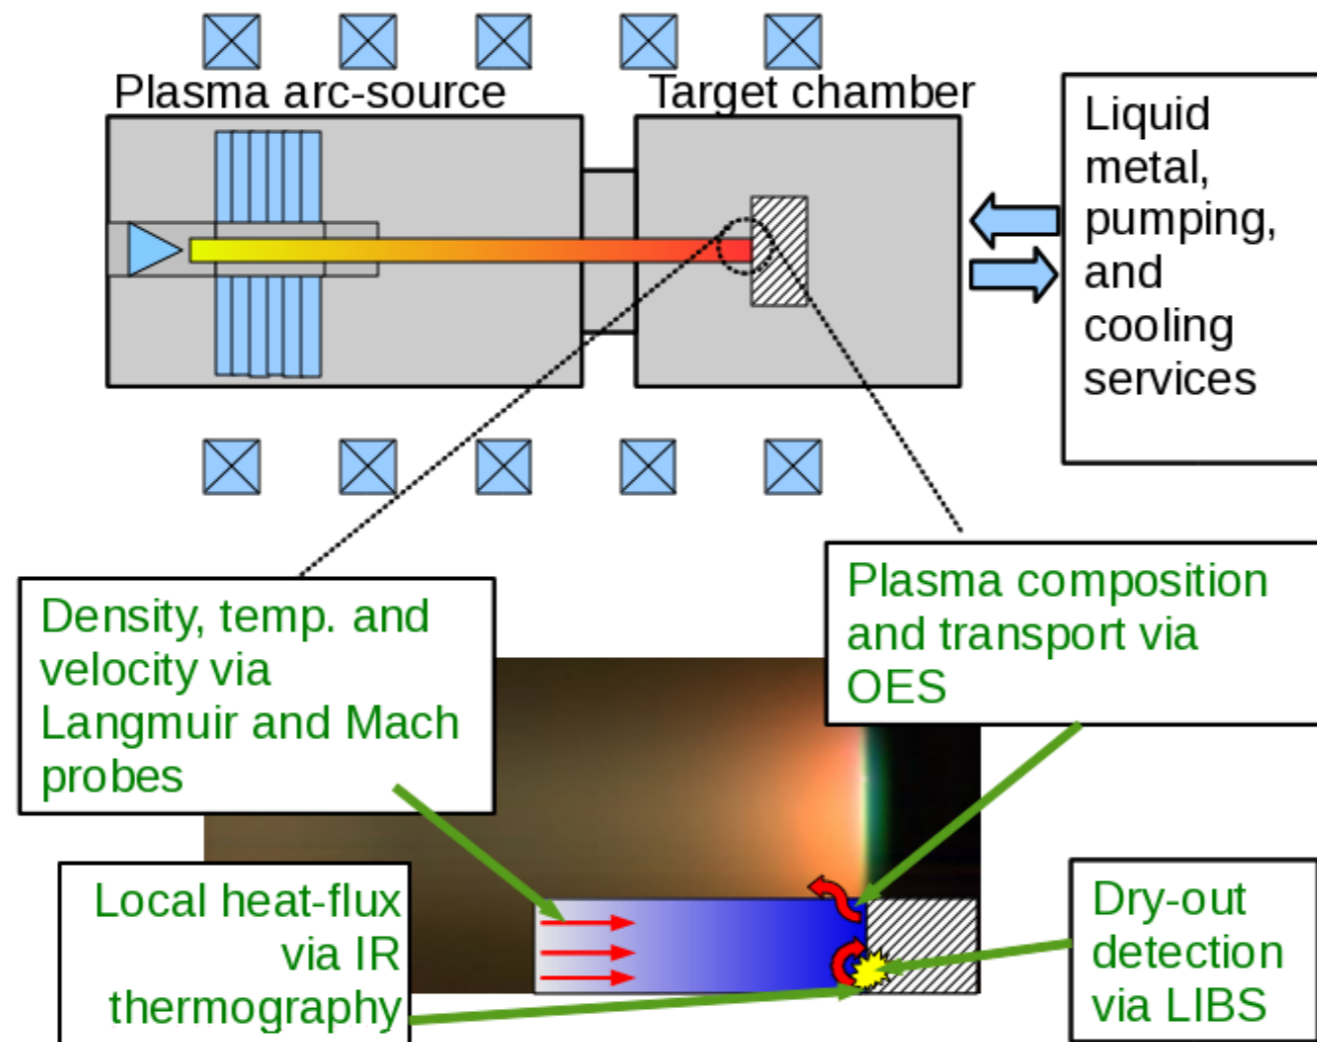 Plasma arc-source
Target chamber
Liquid
metal,
pumping,
and
cooling
services
Density, temp. and
velocity via
Langmuir and Mach
probes
Plasma composition
and transport via
OES
Local heat-flux
via IR
thermography
Dry-out
detection
via LIBS